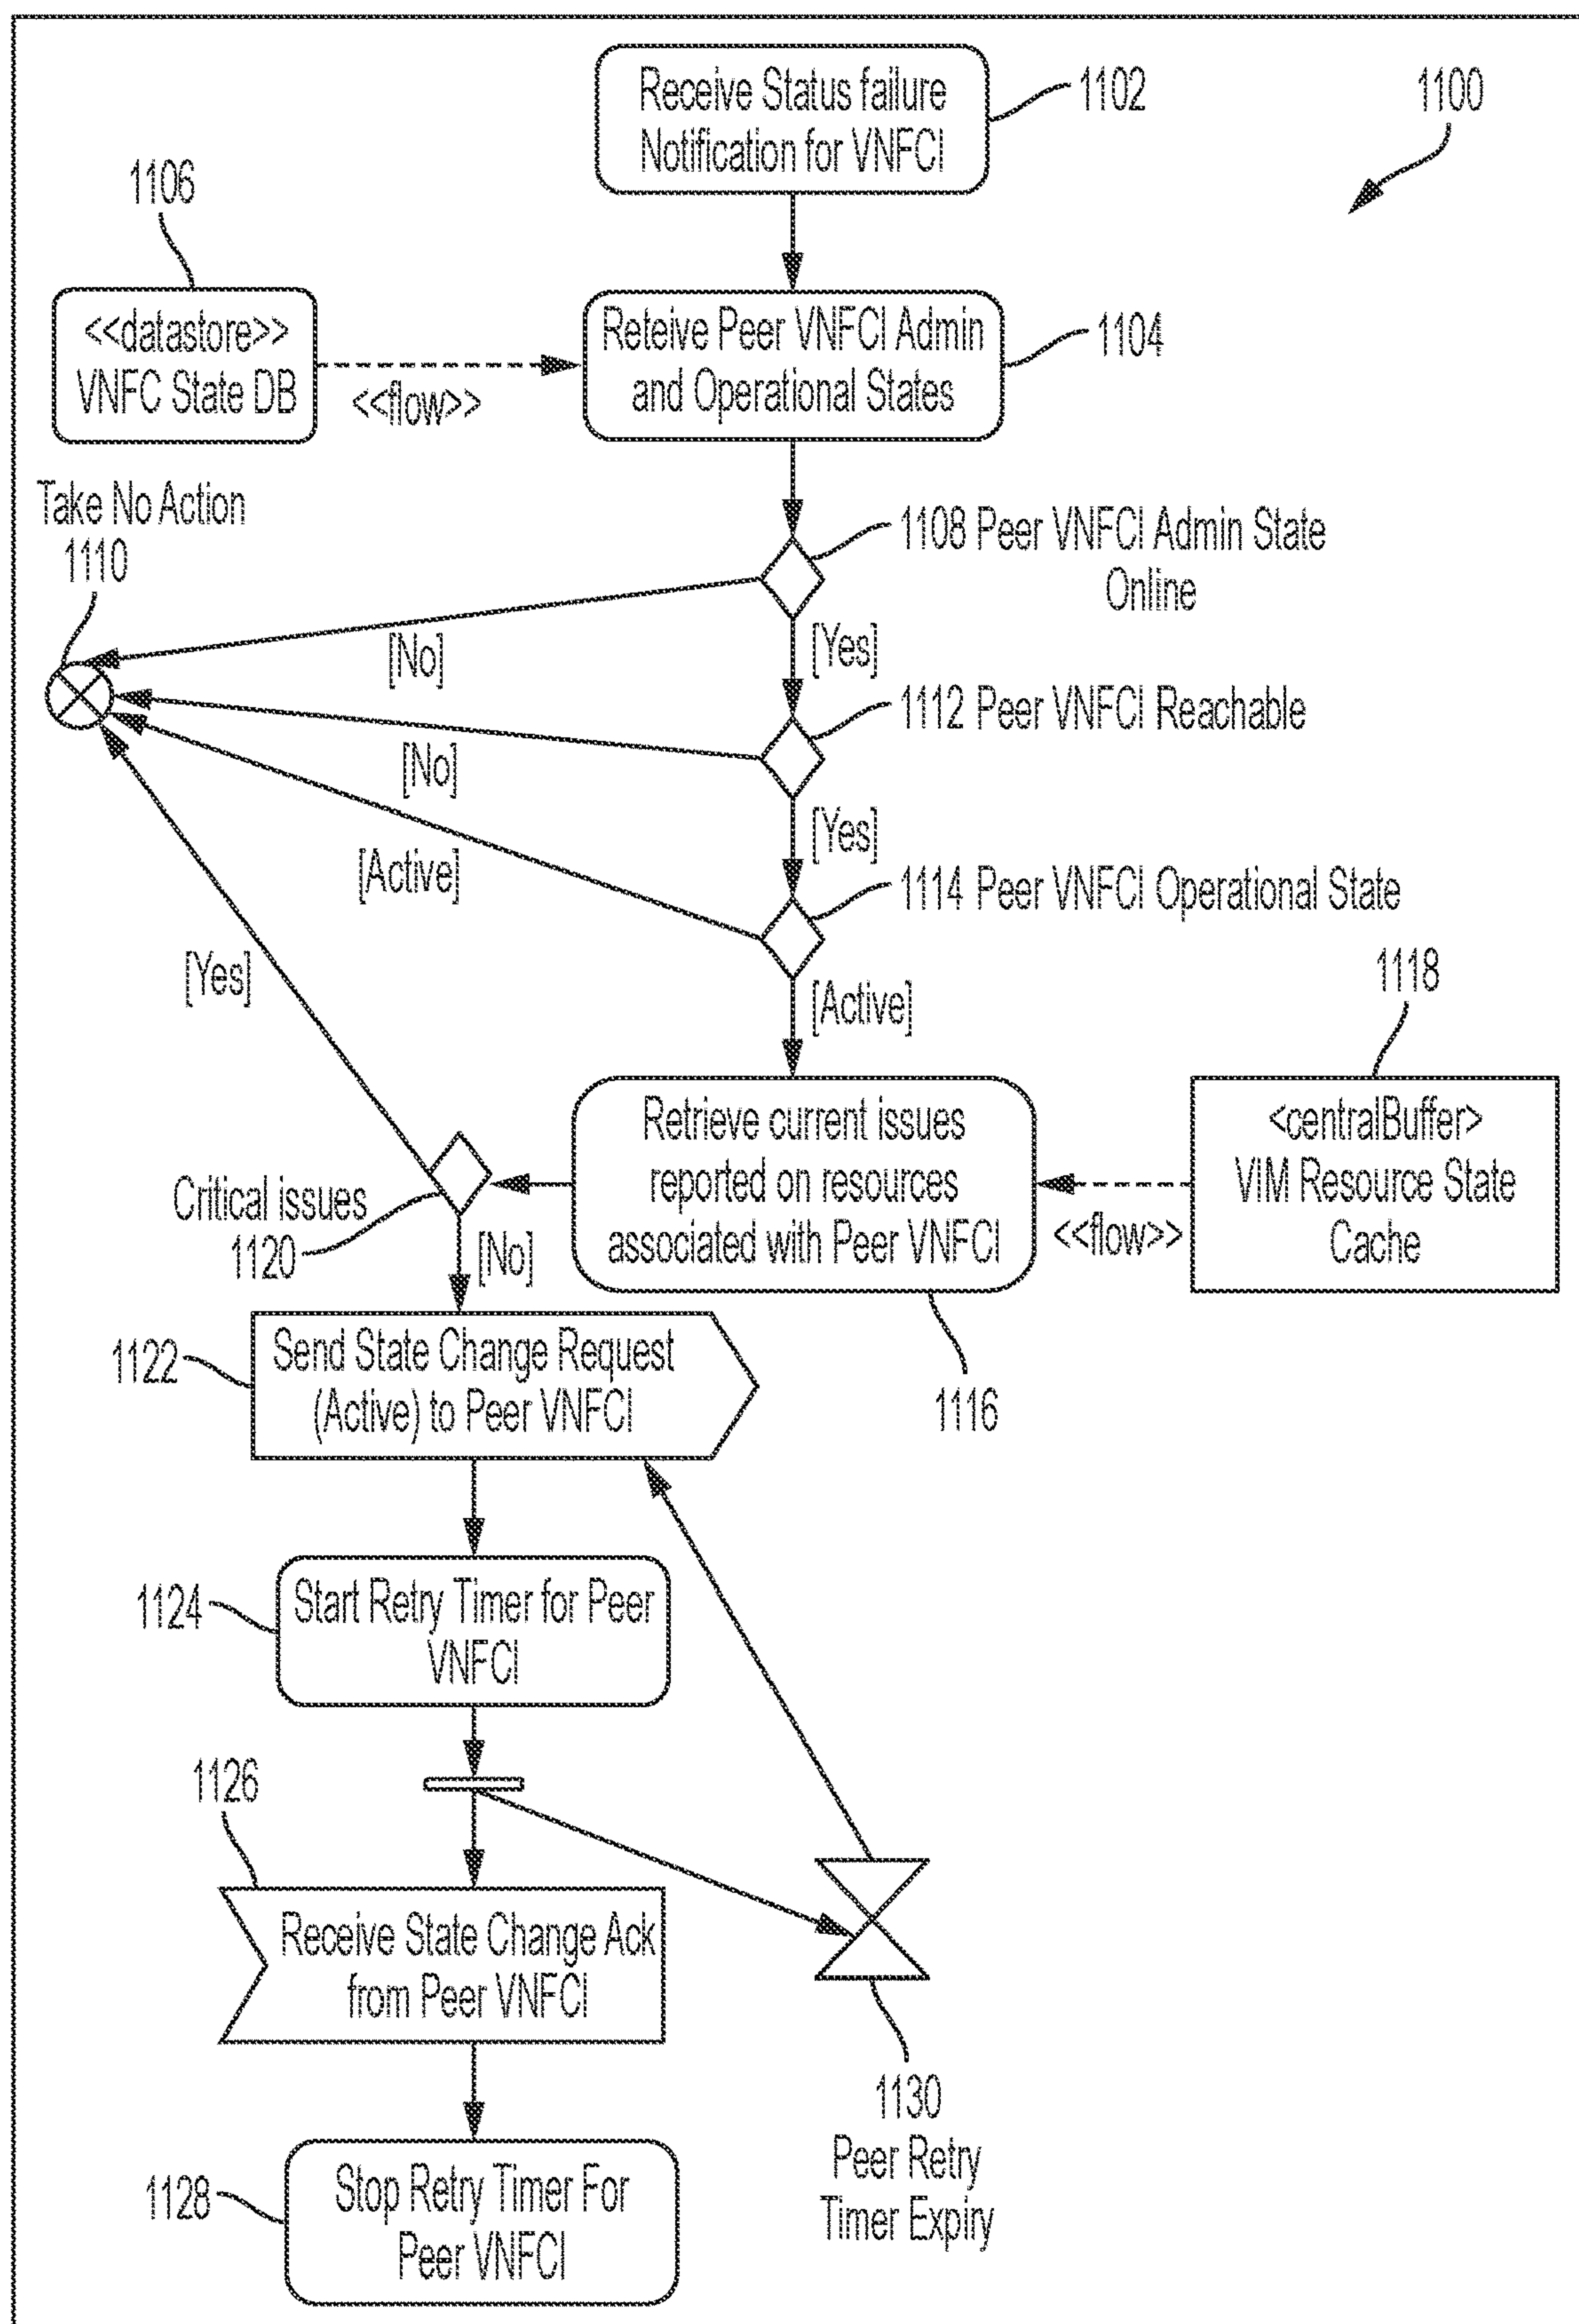 Receive Status failure
Notification for VNFCI
1102
1100
1106
<<datastore>>
VNFC State DB
<<flow>>
Reteive Peer VNFCI Admin
and Operational States
1104
Take No Action
1110
1108 Peer VNFCI Admin State
Online
[No]
[Yes]
1112 Peer VNFCI Reachable
[No]
[Yes]
[Active]
1114 Peer VNFCI Operational State
[Yes]
[Active]
1118
Retrieve current issues
reported on resources
associated with Peer VNFCI
<centralBuffer>
VIM Resource State
Cache
<<flow>>
Critical issues
1120
[No]
1116
1122
Send State Change Request
(Active) to Peer VNFCI
1124
Start Retry Timer for Peer
VNFCI
1126
Receive State Change Ack
from Peer VNFCI
1130
Peer Retry
Timer Expiry
1128
Stop Retry Timer For
Peer VNFCI